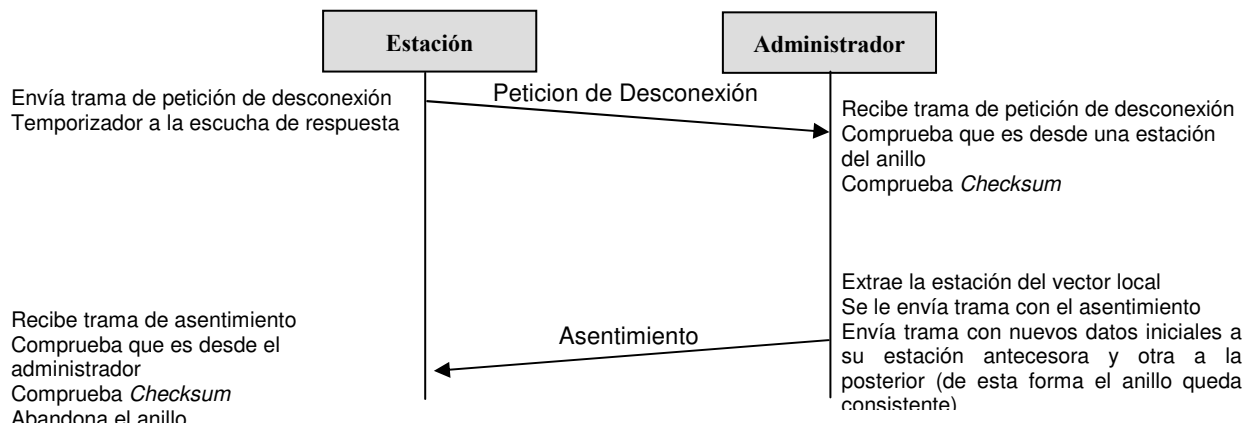 Estación
Administrador
Envía trama de petición de desconexión
Temporizador a la escucha de respuesta
Peticion de Desconexión
Recibe trama de petición de desconexión
Comprueba que es desde una estación
del anillo
Comprueba Checksum
Extrae la estación del vector local
Se le envía trama con el asentimiento
Envía trama con nuevos datos iniciales a
su estación antecesora y otra a la
posterior (de esta forma el anillo queda
consistente)
Asentimiento
Recibe trama de asentimiento
Comprueba que es desde el
administrador
Comprueba Checksum
Abandona el anillo